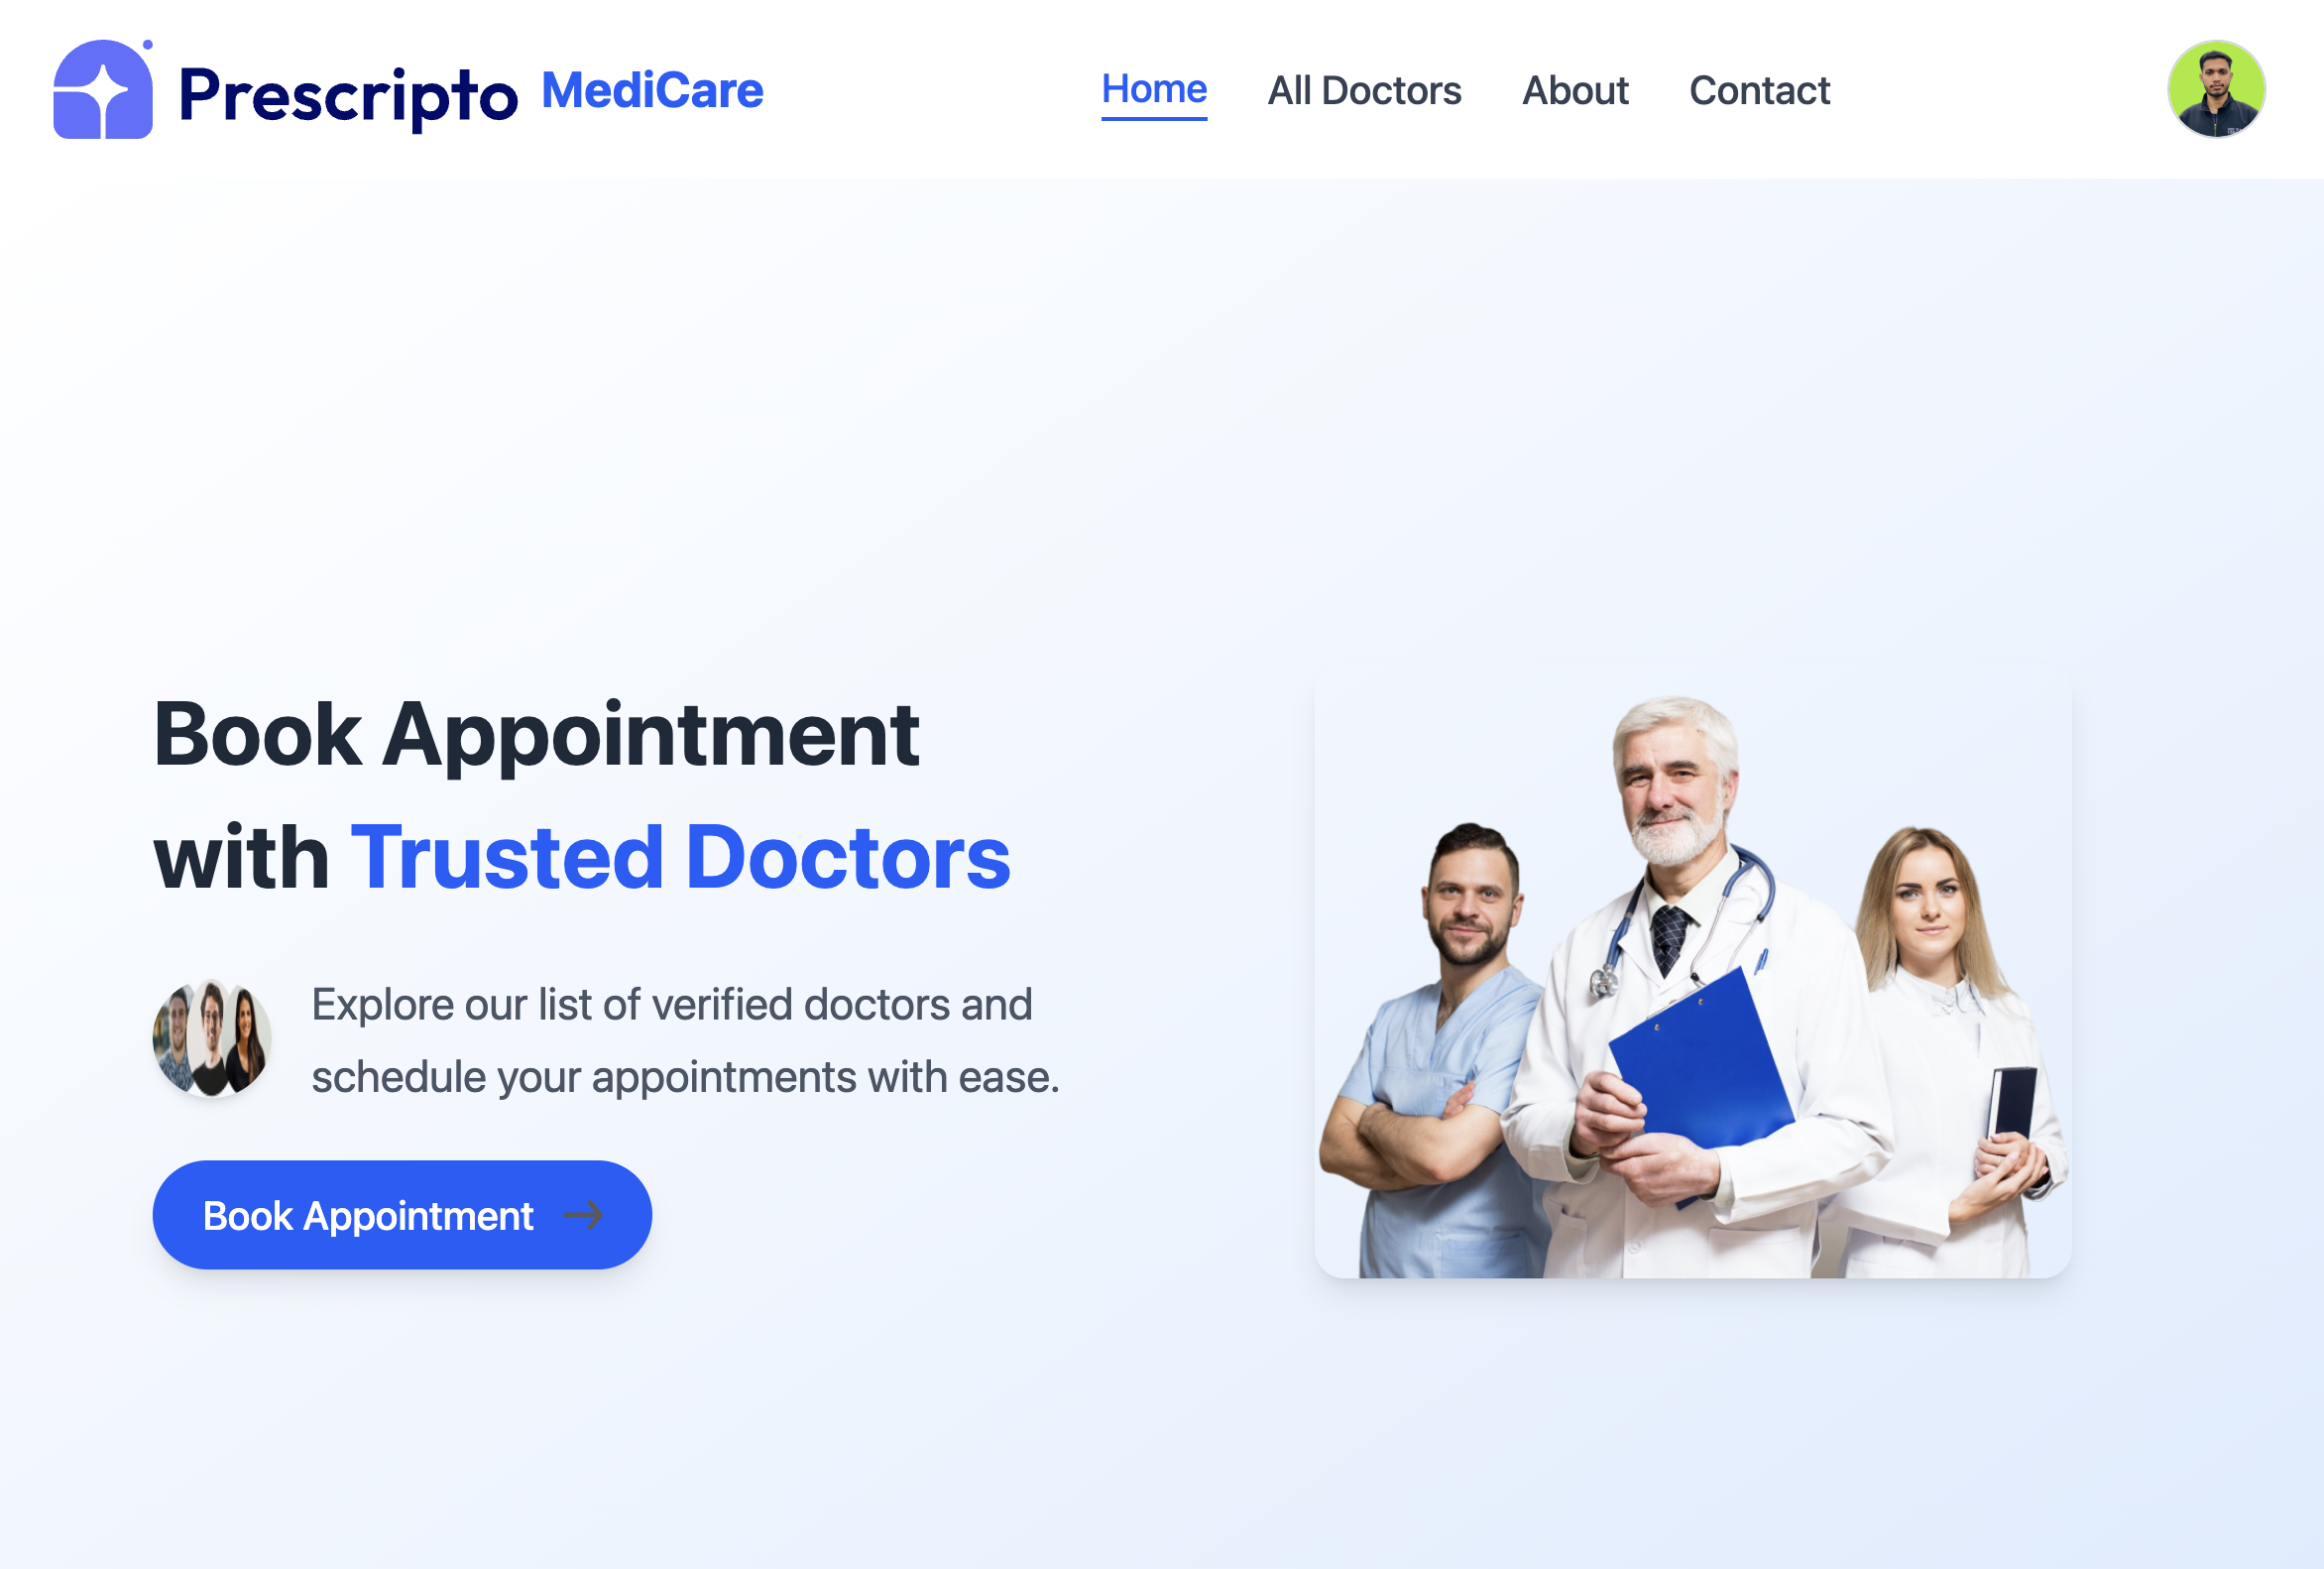 Prescripto MediCare Home All Doctors About Contact
Book Appointment
with Trusted Doctors
Explore our list of verified doctors and
schedule your appointments with ease.
Book Appointment →